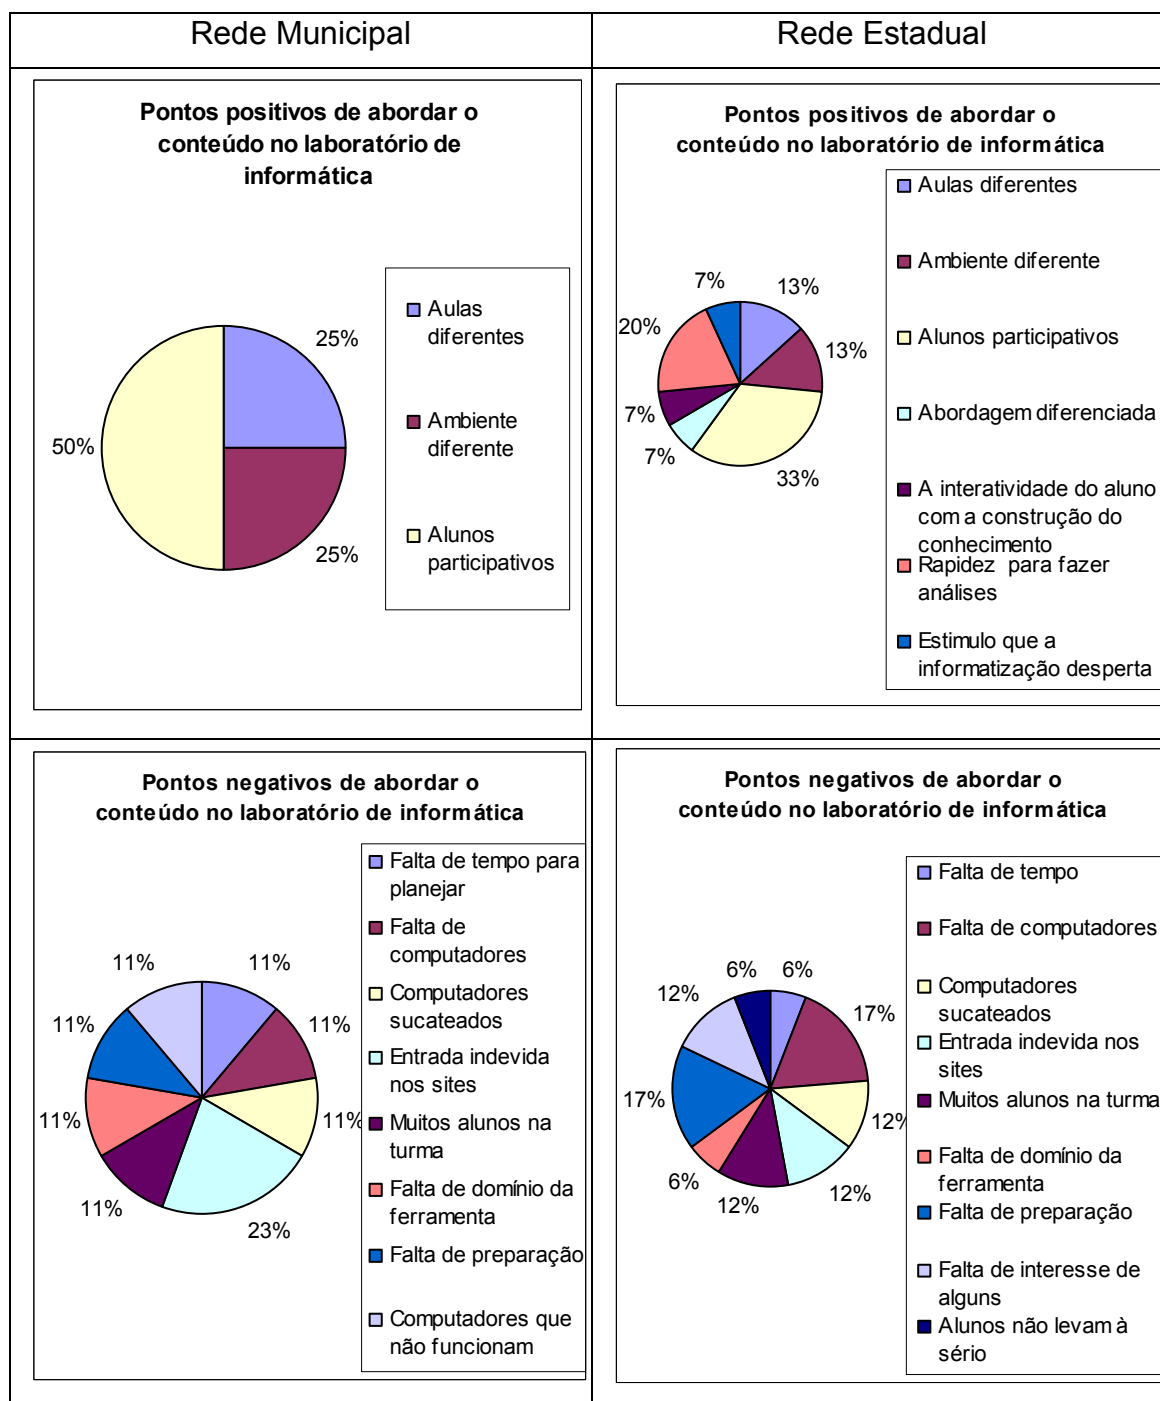 Rede Municipal
Rede Estadual
Pontos positivos de abordar o
conteúdo no laboratório de
informática
25%
25%
50%
Aulas
diferentes
Ambiente
diferente
Alunos
participativos
Pontos positivos de abordar o
conteúdo no laboratório de informática
13%
13%
33%
7%
7%
20%
7%
Aulas diferentes
Ambiente diferente
Alunos participativos
Abordagem diferenciada
A interatividade do aluno
com a construção do
conhecimento
Rapidez para fazer
análises
Estimulo que a
informatização desperta
Pontos negativos de abordar o
conteúdo no laboratório de informática
11%
11%
11%
23%
11%
11%
11%
11%
Falta de tempo para
planejar
Falta de
computadores
Computadores
sucateados
Entrada indevida
nos sites
Muitos alunos na
turma
Falta de domínio da
ferramenta
Falta de preparação
Computadores que
não funcionam
Pontos negativos de abordar o
conteúdo no laboratório de informática
6%
17%
12%
12%
12%
6%
17%
12%
6%
Falta de tempo
Falta de computadores
Computadores
sucateados
Entrada indevida nos
sites
Muitos alunos na turma
Falta de domínio da
ferramenta
Falta de preparação
Falta de interesse de
alguns
Alunos não levam à
sério